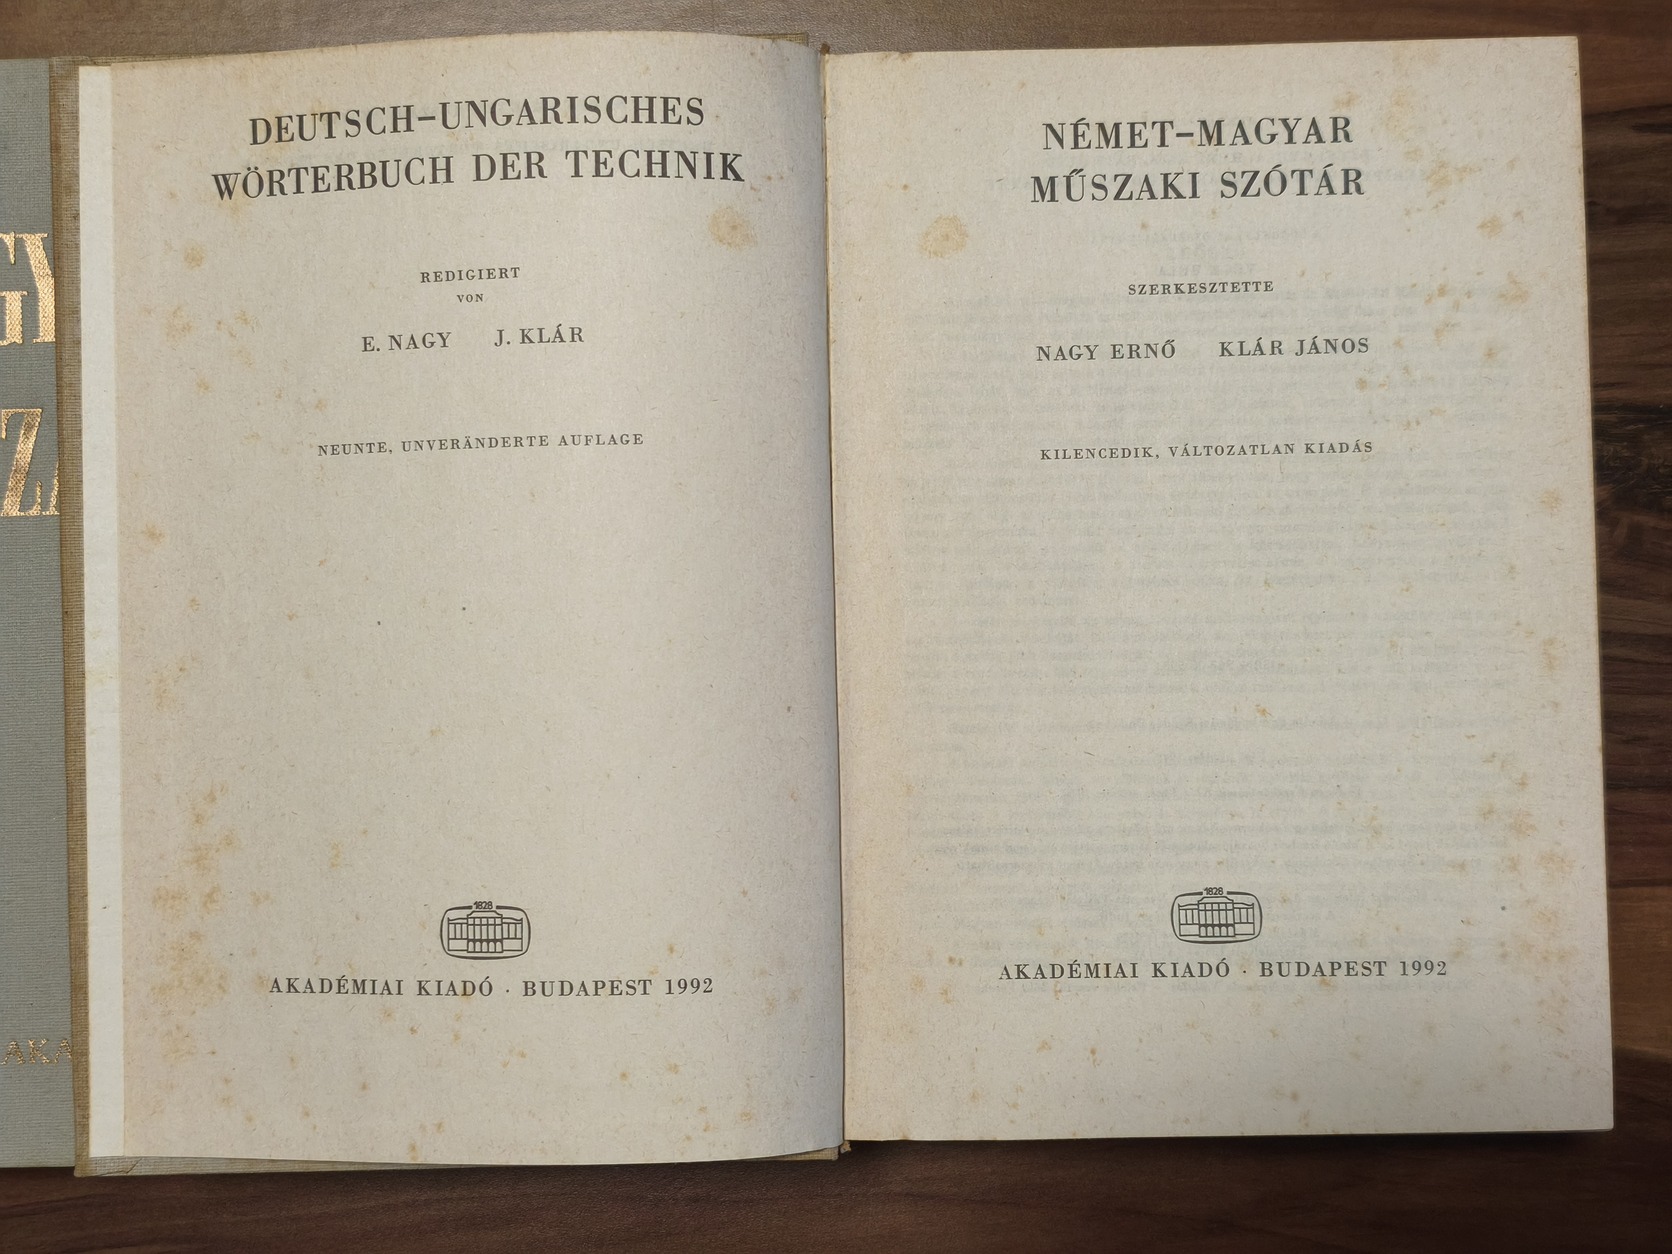 DEUTSCH–UNGARISCHES
WÖRTERBUCH DER TECHNIK
REDIGIERT
VON
E. NAGY J. KLÁR
NEUNTE, UNVERÄNDERTE AUFLAGE
1828
AKADÉMIAI KIADÓ · BUDAPEST 1992
NÉMET–MAGYAR
MŰSZAKI SZÓTÁR
SZERKESZTETTE
NAGY ERNŐ KLÁR JÁNOS
KILENCEDIK, VÁLTOZATLAN KIADÁS
1828
AKADÉMIAI KIADÓ · BUDAPEST 1992